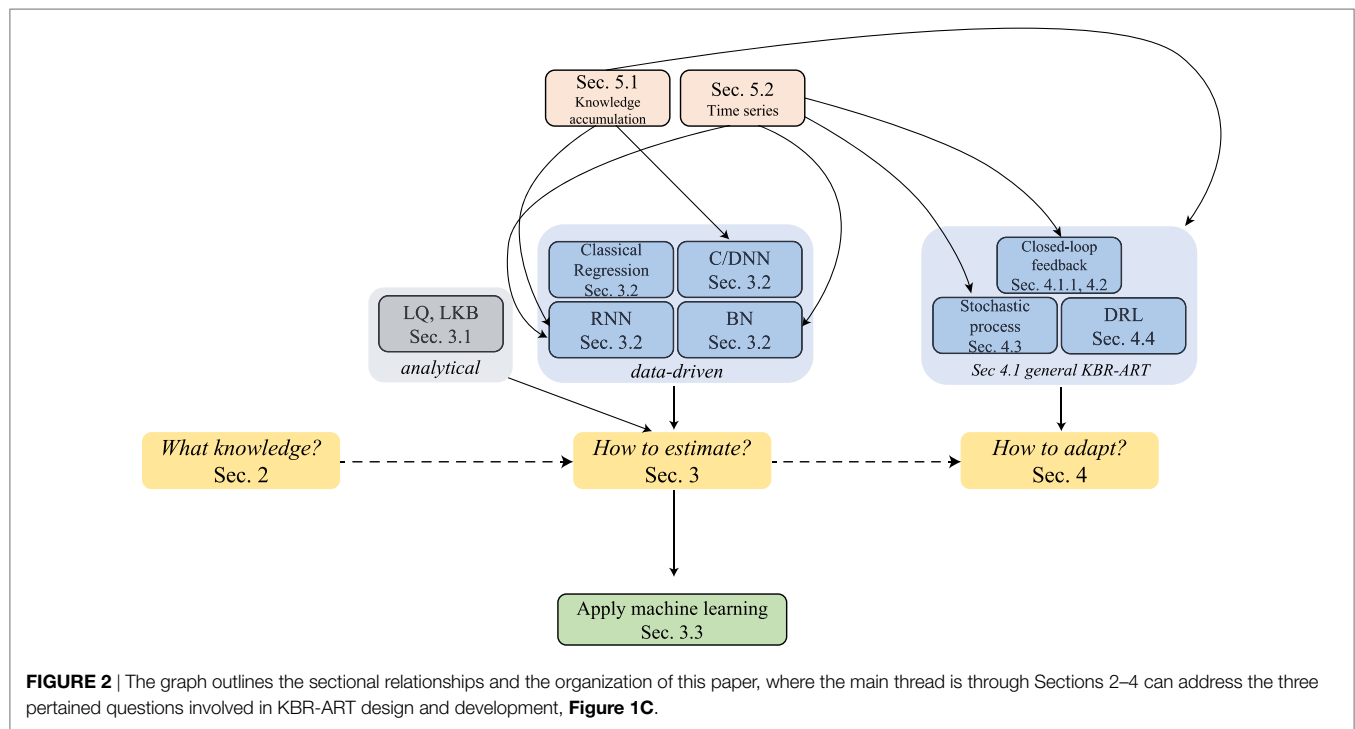 Sec. 5.1
Knowledge
accumulation
Sec. 5.2
Time series
Classical
Regression
Sec. 3.2
C/DNN
Sec. 3.2
RNN
Sec. 3.2
BN
Sec. 3.2
data-driven
LQ, LKB
Sec. 3.1
analytical
Closed-loop
feedback
Sec. 4.1.1, 4.2
Stochastic
process
Sec. 4.3
DRL
Sec. 4.4
Sec 4.1 general KBR-ART
What knowledge?
Sec. 2
How to estimate?
Sec. 3
How to adapt?
Sec. 4
Apply machine learning
Sec. 3.3
FIGURE 2 | The graph outlines the sectional relationships and the organization of this paper, where the main thread is through Sections 2–4 can address the three
pertained questions involved in KBR-ART design and development, Figure 1C.